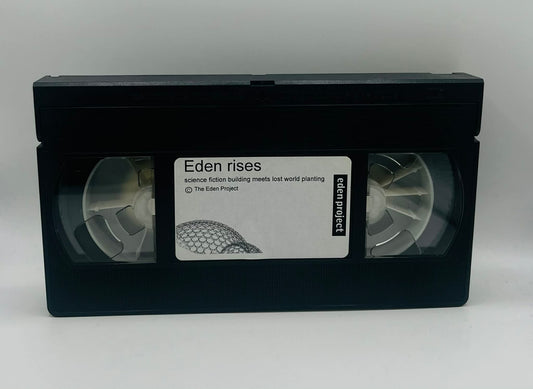 Eden rises
science fiction building meets lost world planting
© The Eden Project
eden project